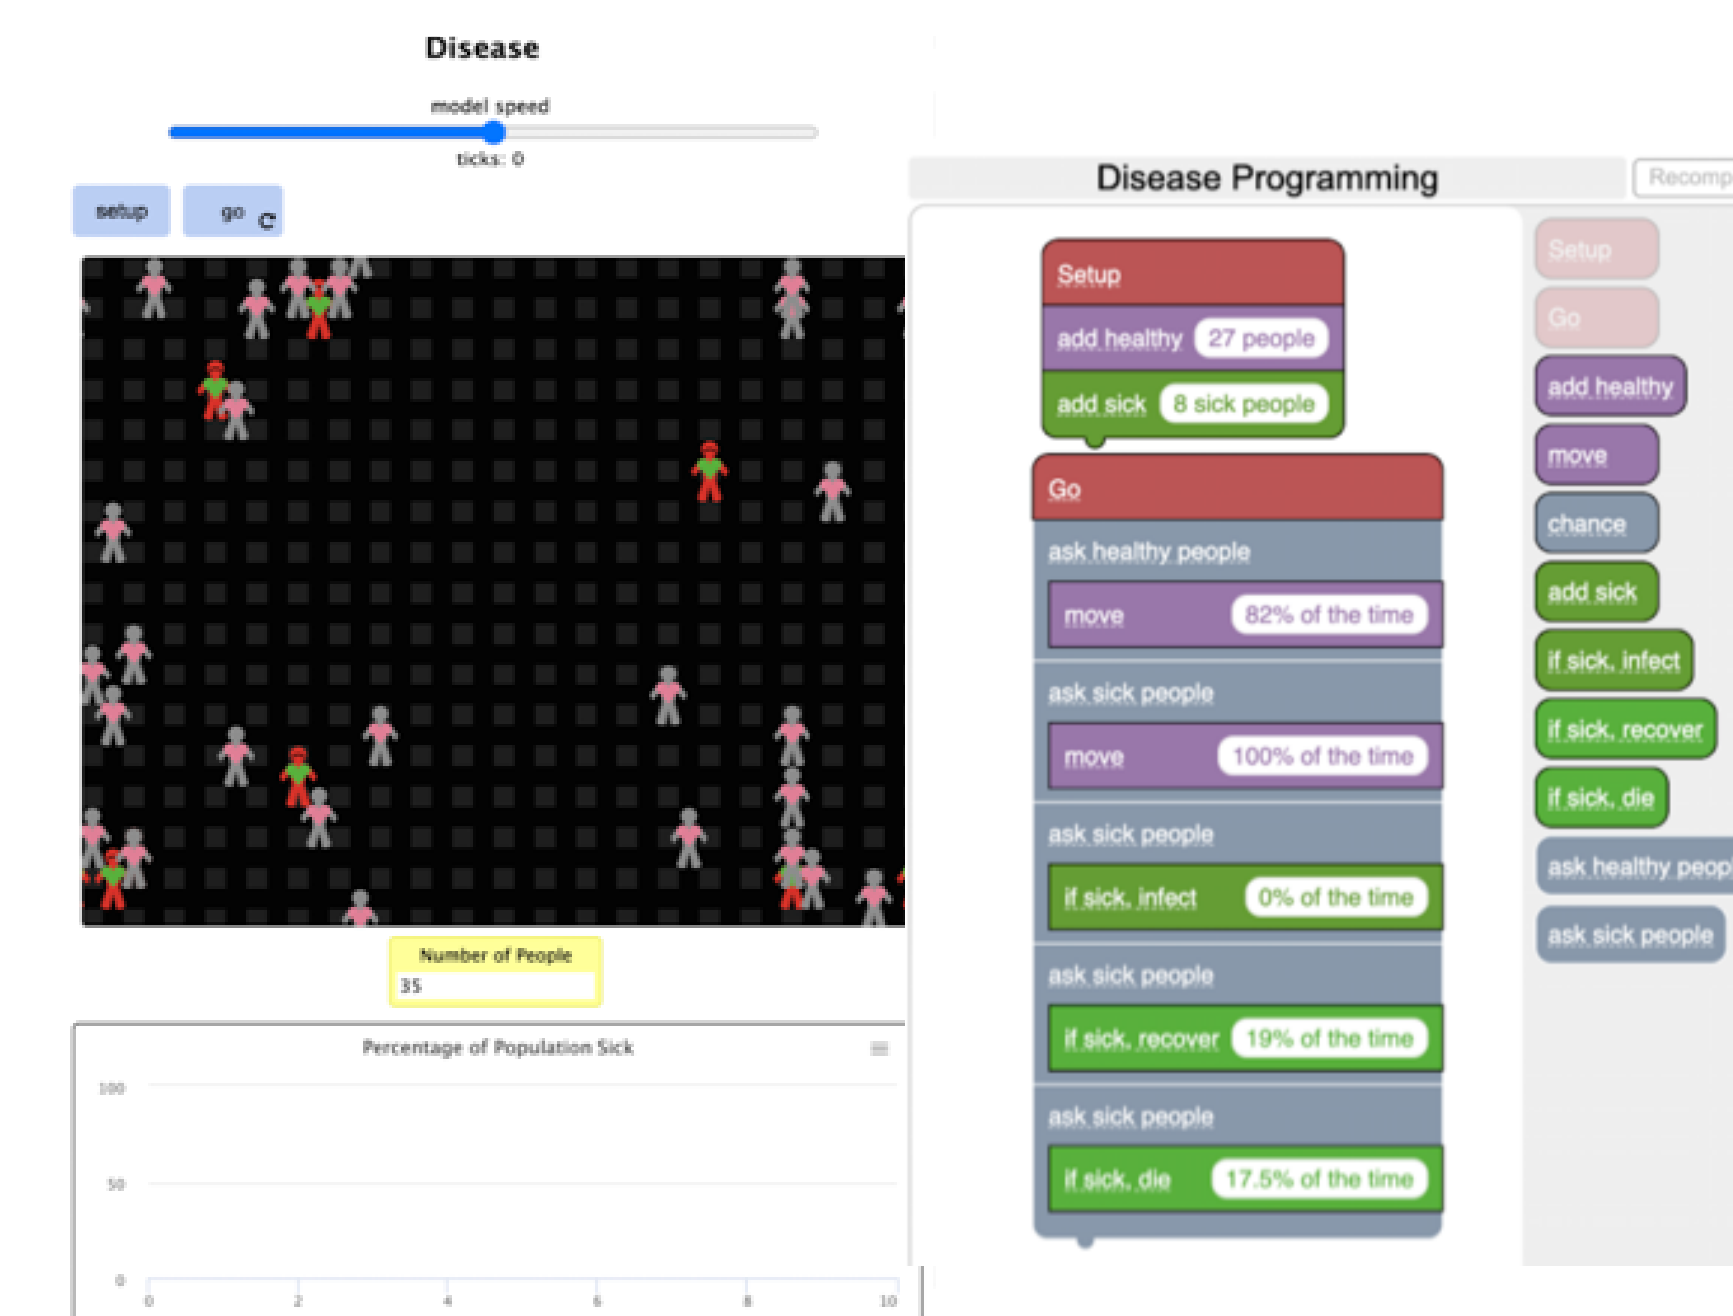 Disease
model speed
ticks: 0
setup
go
Number of People
35
Percentage of Population Sick
100
50
0
0 2 4 6 8 10
Disease Programming
Recomp
Setup
add healthy 27 people
add sick 8 sick people
Go
ask healthy people
move 82% of the time
ask sick people
move 100% of the time
ask sick people
if sick, infect 0% of the time
ask sick people
if sick, recover 19% of the time
ask sick people
if sick, die 17.5% of the time
Setup
Go
add healthy
move
chance
add sick
if sick, infect
if sick, recover
if sick, die
ask healthy peop
ask sick people